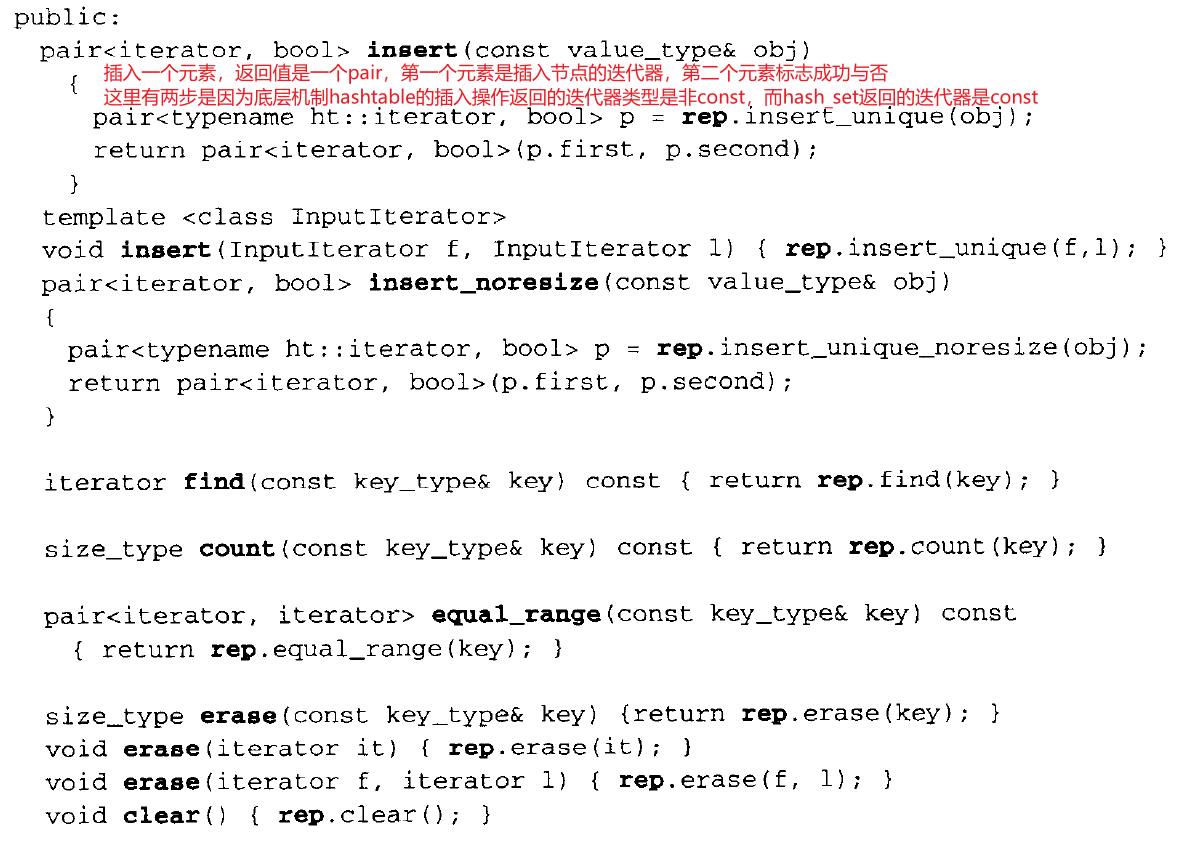 public:
pair<iterator, bool> insert(const value_type& obj)
插入一个元素，返回值是一个pair，第一个元素是插入节点的迭代器，第二个元素标志成功与否
{
这里有两步是因为底层机制hashtable的插入操作返回的迭代器类型是非const，而hash_set返回的迭代器是const
pair<typename ht::iterator, bool> p = rep.insert_unique(obj);
return pair<iterator, bool>(p.first, p.second);
}
template <class InputIterator>
void insert(InputIterator f, InputIterator l) { rep.insert_unique(f,l); }
pair<iterator, bool> insert_noresize(const value_type& obj)
{
pair<typename ht::iterator, bool> p = rep.insert_unique_noresize(obj);
return pair<iterator, bool>(p.first, p.second);
}
iterator find(const key_type& key) const { return rep.find(key); }
size_type count(const key_type& key) const { return rep.count(key); }
pair<iterator, iterator> equal_range(const key_type& key) const
{ return rep.equal_range(key); }
size_type erase(const key_type& key) {return rep.erase(key); }
void erase(iterator it) { rep.erase(it); }
void erase(iterator f, iterator l) { rep.erase(f, l); }
void clear() { rep.clear(); }